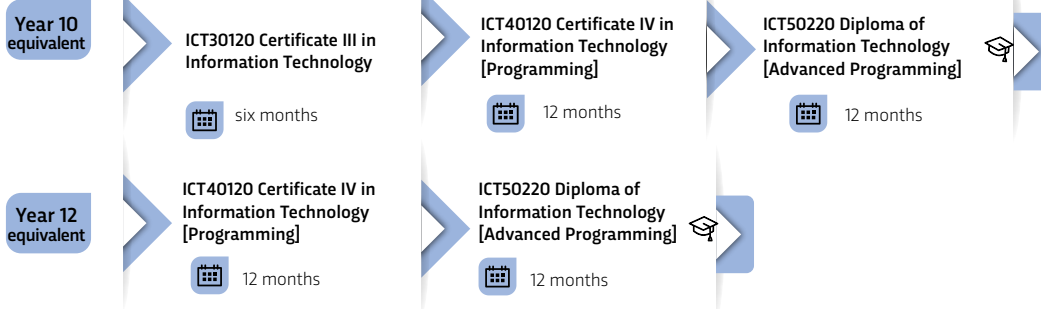 Year 10
equivalent
ICT30120 Certificate III in
Information Technology
six months
ICT40120 Certificate IV in
Information Technology
[Programming]
12 months
ICT50220 Diploma of
Information Technology
[Advanced Programming]
12 months
Year 12
equivalent
ICT40120 Certificate IV in
Information Technology
[Programming]
12 months
ICT50220 Diploma of
Information Technology
[Advanced Programming]
12 months